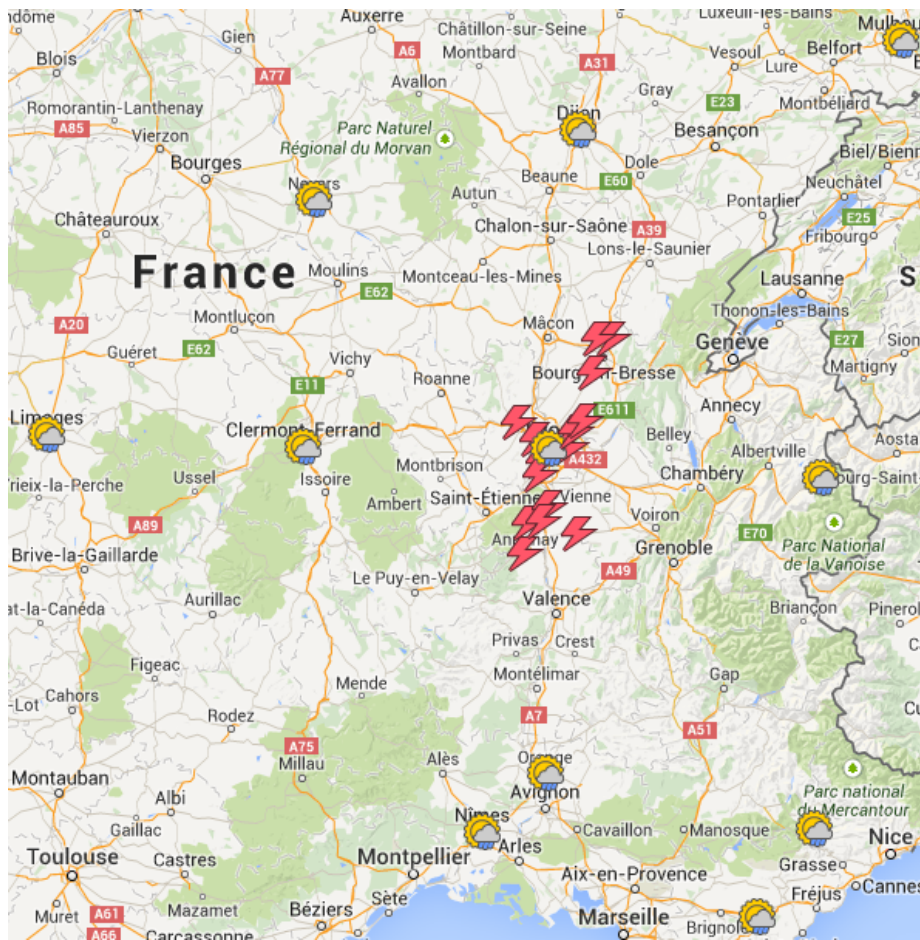 Auxerre
Châtillon-sur-Seine
Luxeuil-les-Bains
Gien
A6
Montbard
A31
Vesoul
Lure
Belfort
Blois
A77
Avallon
Gray
Montbéliard
Romorantin-Lanthenay
Dijon
E23
A85
Vierzon
Parc Naturel
Régional du Morvan
Besançon
Bourges
Dole
Beaune
E60
Biel/Bienn
Nevers
Autun
Neuchâtel
Pontarlier
Châteauroux
Chalon-sur-Saône
A39
E25
Fribourg
Lons-le-Saunier
France
Moulins
Montceau-les-Mines
Lausanne
S
E62
Thonon-les-Bains
A20
Montluçon
Mâcon
Genève
E27
Sion
Guéret
E62
Vichy
Martigny
E11
Roanne
Annecy
Limoges
Clermont-Ferrand
E611
Belley
Albertville
Aosta
A432
Montbrison
Chambéry
Ussel
Issoire
Saint-Étienne
Vienne
Ambert
Voiron
A89
E70
Parc National
de la Vanoise
Grenoble
Brive-la-Gaillarde
A49
Le Puy-en-Velay
Aurillac
Valence
Briançon
Pinerol
Privas
Crest
Figeac
Montélimar
Gap
Mende
-Lot
Cahors
A7
Rodez
A51
A75
Millau
Alès
Orange
Montauban
Albi
Avignon
Parc national
du Mercantour
Gaillac
Nîmes
Cavaillon
Manosque
Nice
Toulouse
Castres
Montpellier
Arles
Grasse
Aix-en-Provence
Cannes
Fréjus
Muret
A61
Mazamet
Sète
Béziers
Marseille
A66
Carcassonne